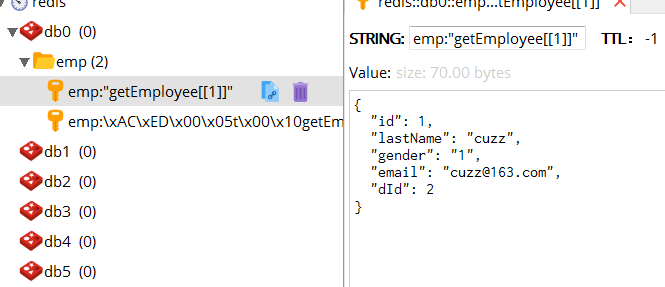 redis
db0 (0)
emp (2)
emp:"getEmployee[[1]]"
emp:\xAC\xED\x00\x05t\x00\x10getEm
db1 (0)
db2 (0)
db3 (0)
db4 (0)
db5 (0)
redis::db0::emp...tEmployee[[1]]
STRING: emp:"getEmployee[[1]]" TTL: -1
Value: size: 70.00 bytes
{
"id": 1,
"lastName": "cuzz",
"gender": "1",
"email": "cuzz@163.com",
"dId": 2
}